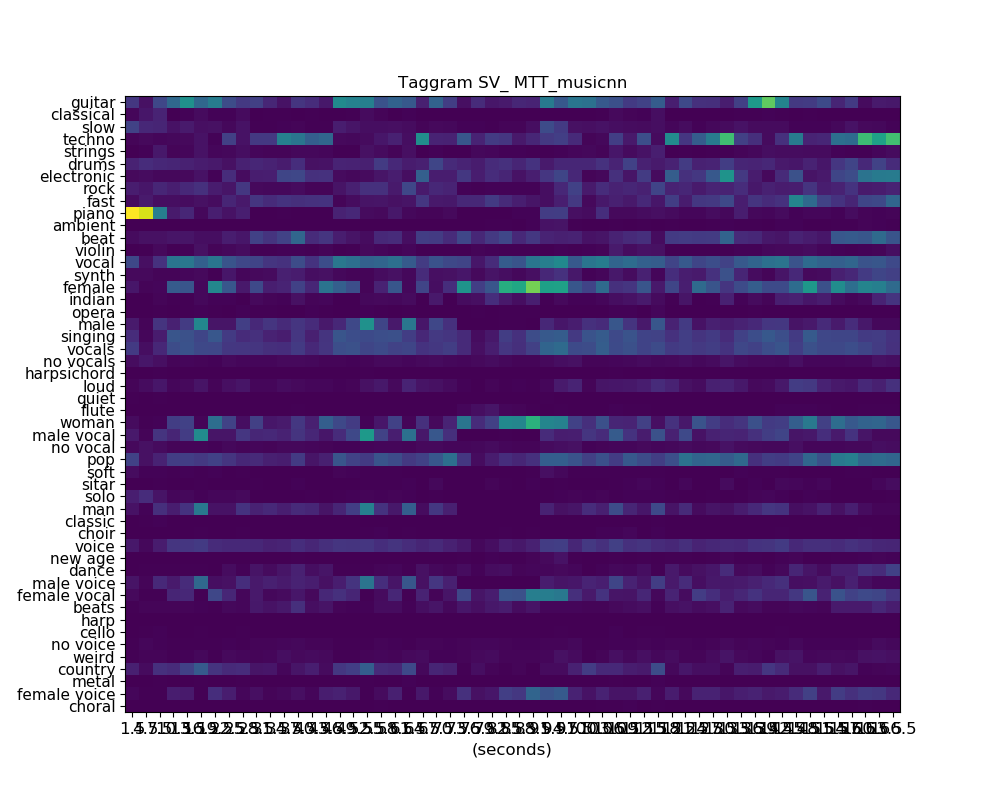 Taggram SV_ MTT_musicnn
guitar
classical
slow
techno
strings
drums
electronic
rock
fast
piano
ambient
beat
violin
vocal
synth
female
indian
opera
male
singing
vocals
no vocals
harpsichord
loud
quiet
flute
woman
male vocal
no vocal
pop
soft
sitar
solo
man
classic
choir
voice
new age
dance
male voice
female vocal
beats
harp
cello
no voice
weird
country
metal
female voice
choral
(seconds)